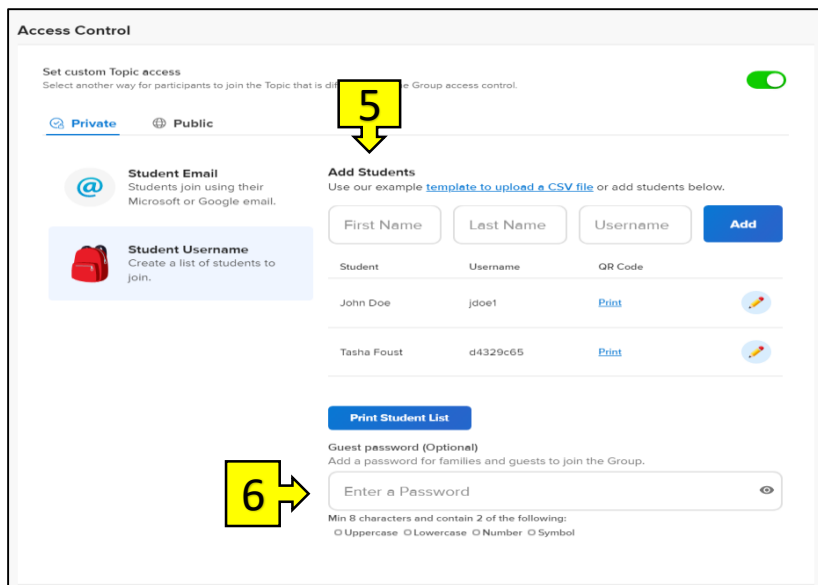 Access Control
Set custom Topic access
Select another way for participants to join the Topic that is di Group access control.
5
Private Public
Student Email
Students join using their
Microsoft or Google email.
Student Username
Create a list of students to
join.
Add Students
Use our example template to upload a CSV file or add students below.
First Name Last Name Username Add
Student Username QR Code
John Doe jdoe1 Print
Tasha Foust d4329c65 Print
Print Student List
Guest password (Optional)
Add a password for families and guests to join the Group.
6
Enter a Password
Min 8 characters and contain 2 of the following:
Uppercase Lowercase Number Symbol